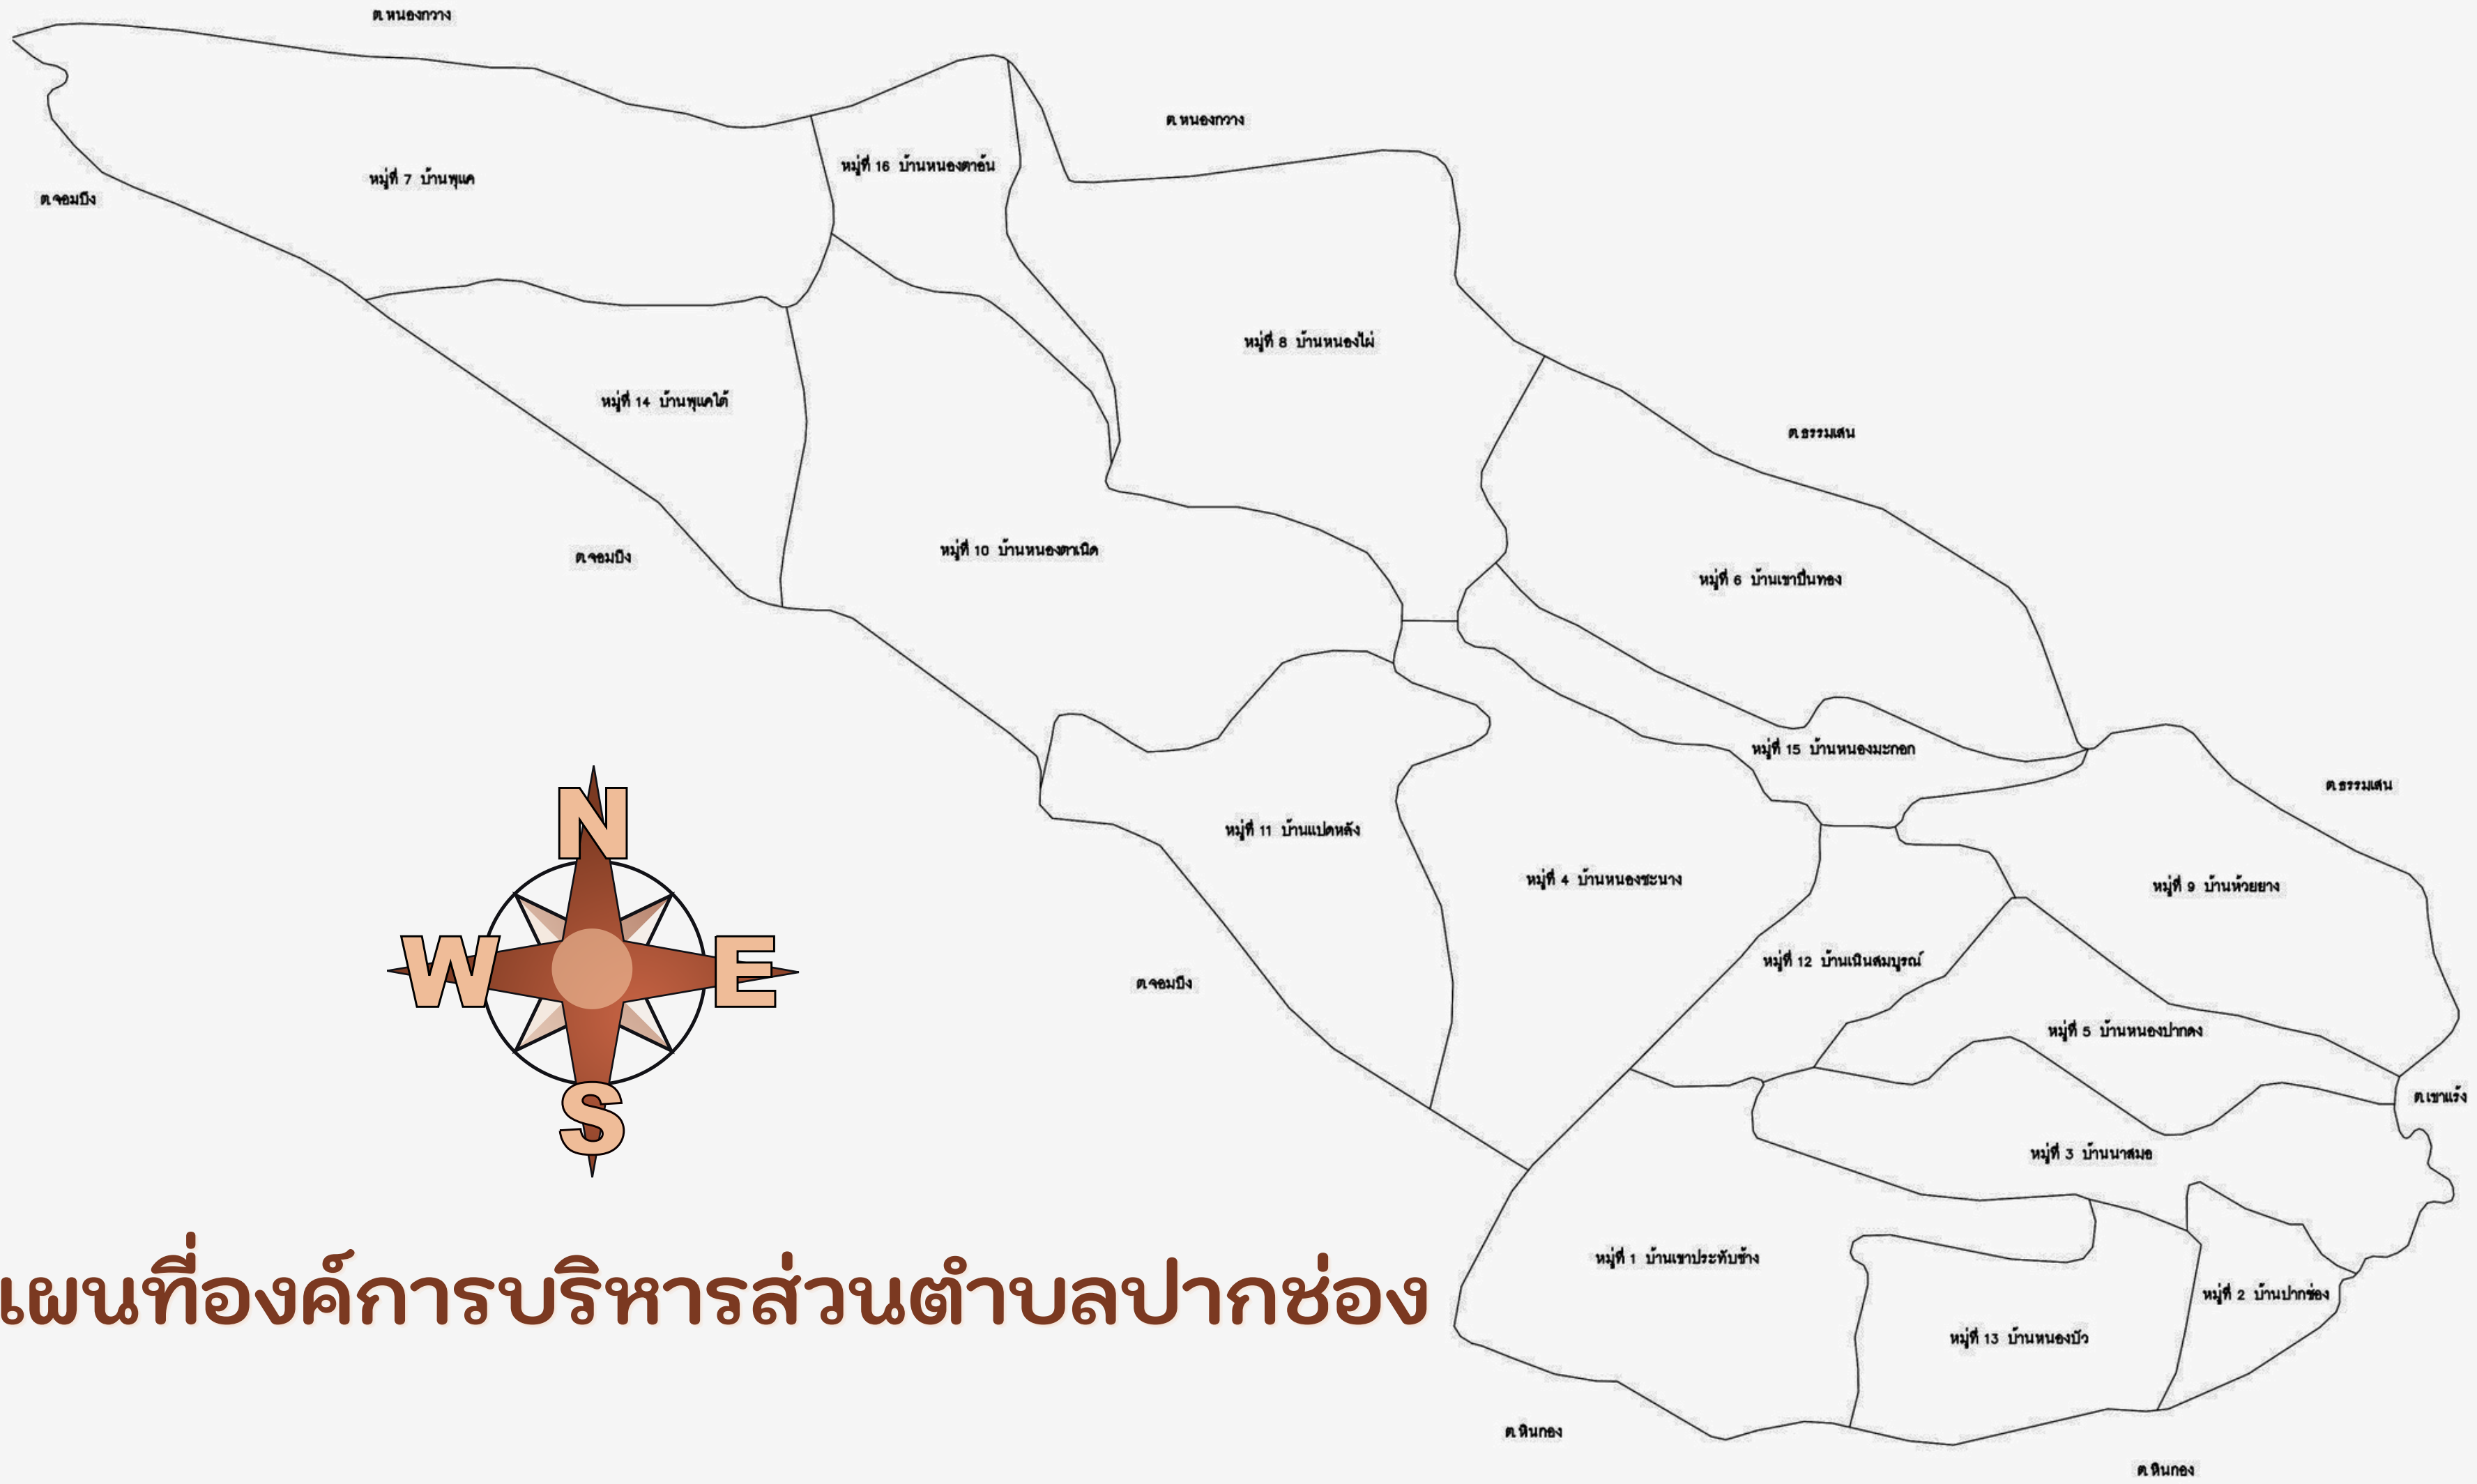 ต.หนองกวาง
ต.หนองกวาง
หมู่ที่ 16 บ้านหนองตาอ้น
หมู่ที่ 7 บ้านพุแค
ต.จอมบึง
หมู่ที่ 8 บ้านหนองไผ่
หมู่ที่ 14 บ้านพุแคใต้
ต.ธรรมเสน
หมู่ที่ 10 บ้านหนองตาเนิด
ต.จอมบึง
หมู่ที่ 6 บ้านเขาปิ่นทอง
หมู่ที่ 15 บ้านหนองมะกอก
ต.ธรรมเสน
หมู่ที่ 11 บ้านแปดหลัง
หมู่ที่ 4 บ้านหนองชะนาง
หมู่ที่ 9 บ้านห้วยยาง
หมู่ที่ 12 บ้านเนินสมบูรณ์
ต.จอมบึง
หมู่ที่ 5 บ้านหนองปากดง
ต.เขาแร้ง
หมู่ที่ 3 บ้านนาสมอ
หมู่ที่ 1 บ้านเขาประทับช้าง
หมู่ที่ 2 บ้านปากช่อง
หมู่ที่ 13 บ้านหนองบัว
ต.หินกอง
ต.หินกอง
N
W
E
S
แผนที่องค์การบริหารส่วนตำบลปากช่อง